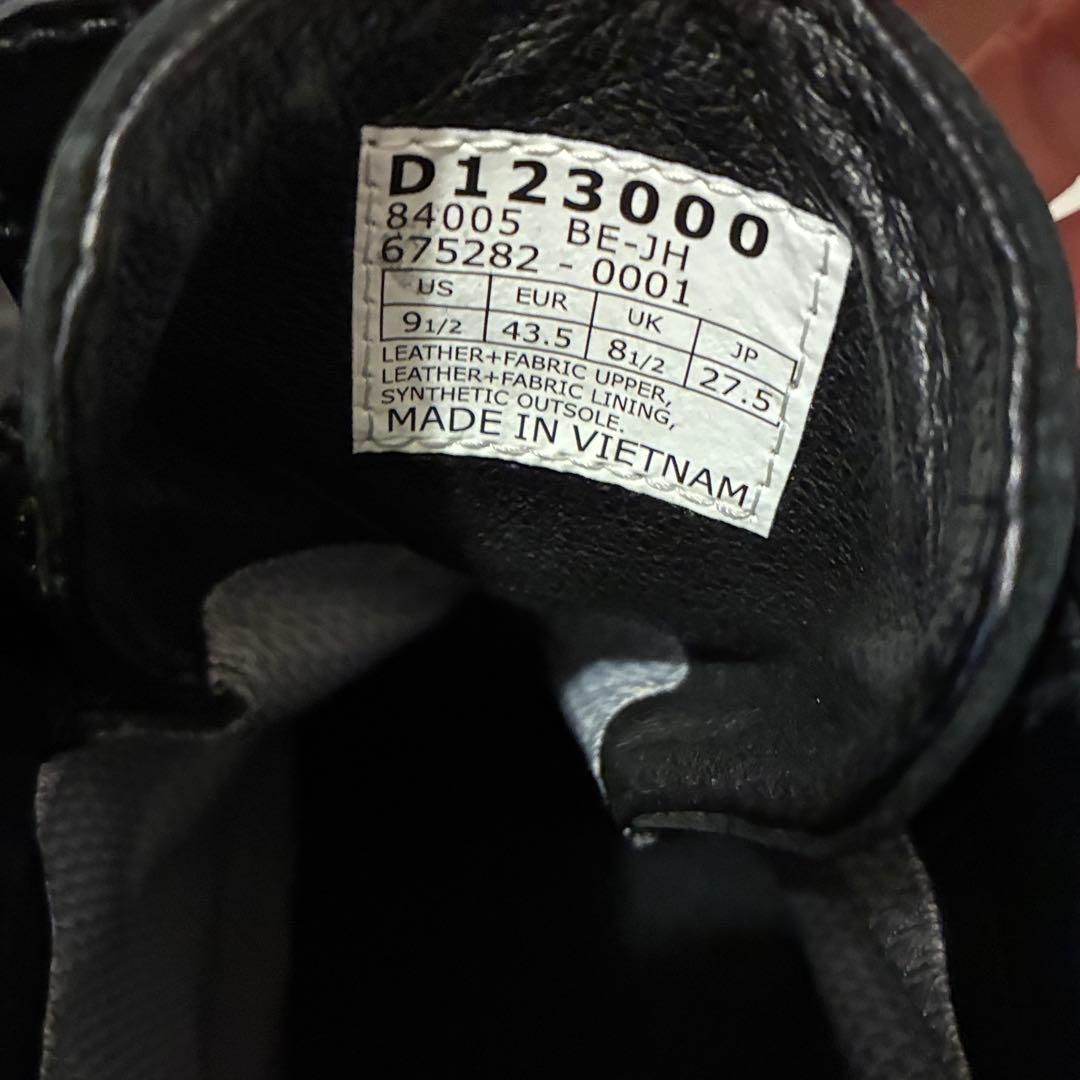 D123000
84005 BE-JH
675282 - 0001
US EUR UK JP
9 1/2 43.5 8 1/2 27.5
LEATHER+FABRIC UPPER,
LEATHER+FABRIC LINING,
SYNTHETIC OUTSOLE.
MADE IN VIETNAM